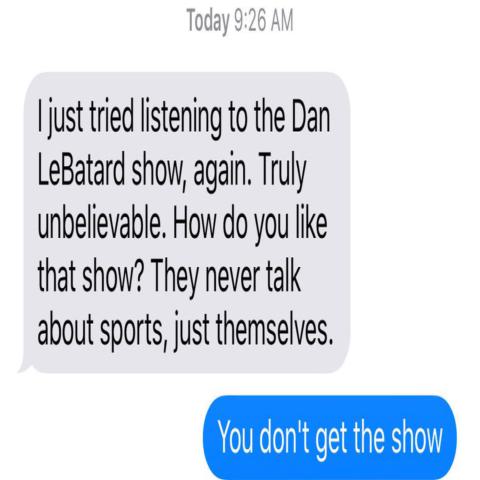 Today 9:26 AM
I just tried listening to the Dan
LeBatard show, again. Truly
unbelievable. How do you like
that show? They never talk
about sports, just themselves.
You don't get the show